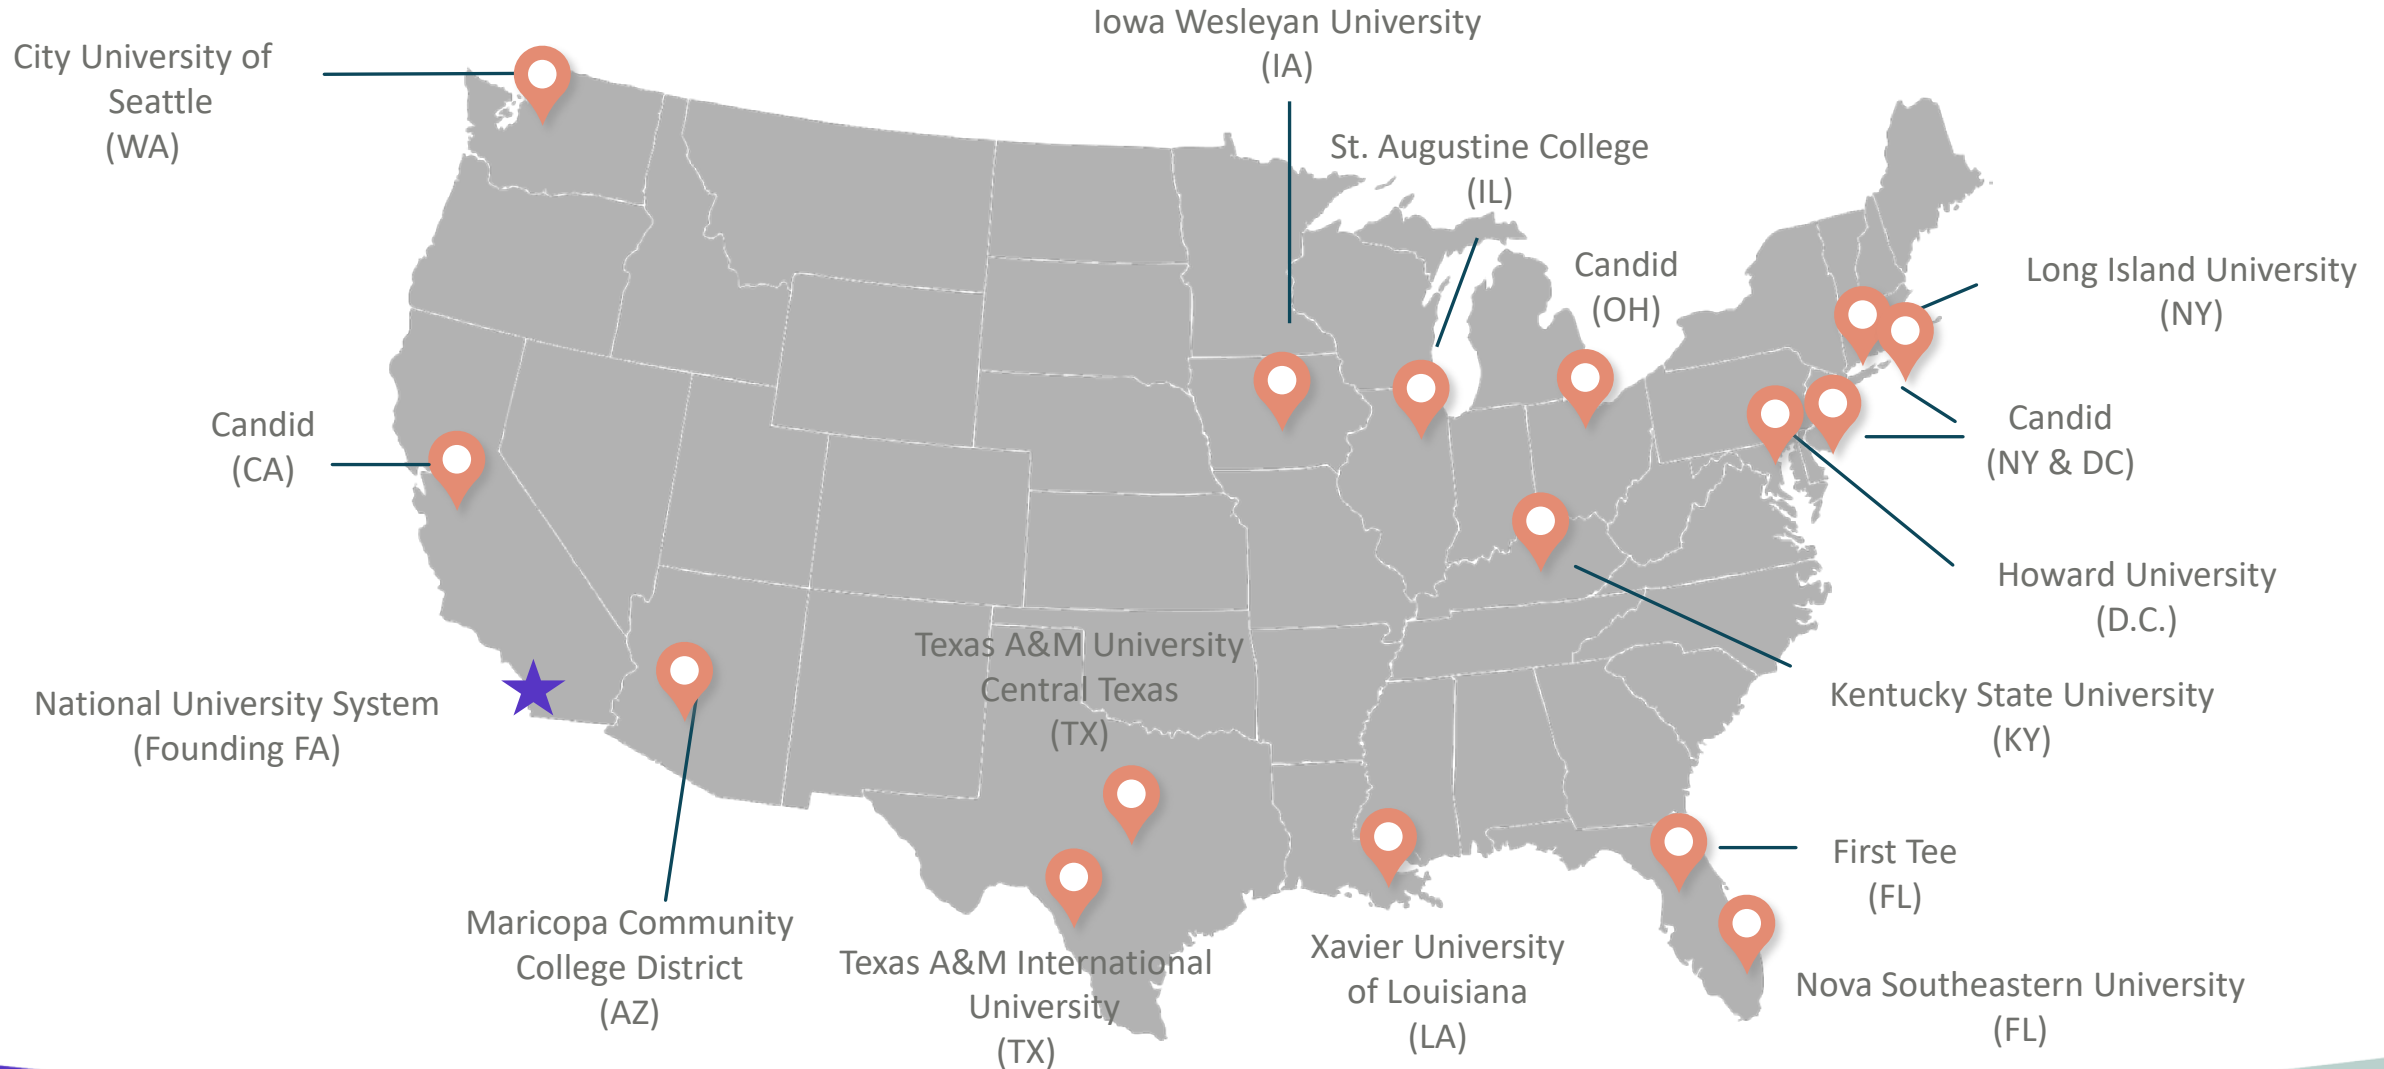 Iowa Wesleyan University
(IA)
City University of
Seattle
(WA)
St. Augustine College
(IL)
Candid
(OH)
Long Island University
(NY)
Candid
(CA)
Candid
(NY & DC)
Howard University
(D.C.)
Texas A&M University
Central Texas
(TX)
National University System
(Founding FA)
Kentucky State University
(KY)
First Tee
(FL)
Maricopa Community
College District
(AZ)
Texas A&M International
University
(TX)
Xavier University
of Louisiana
(LA)
Nova Southeastern University
(FL)